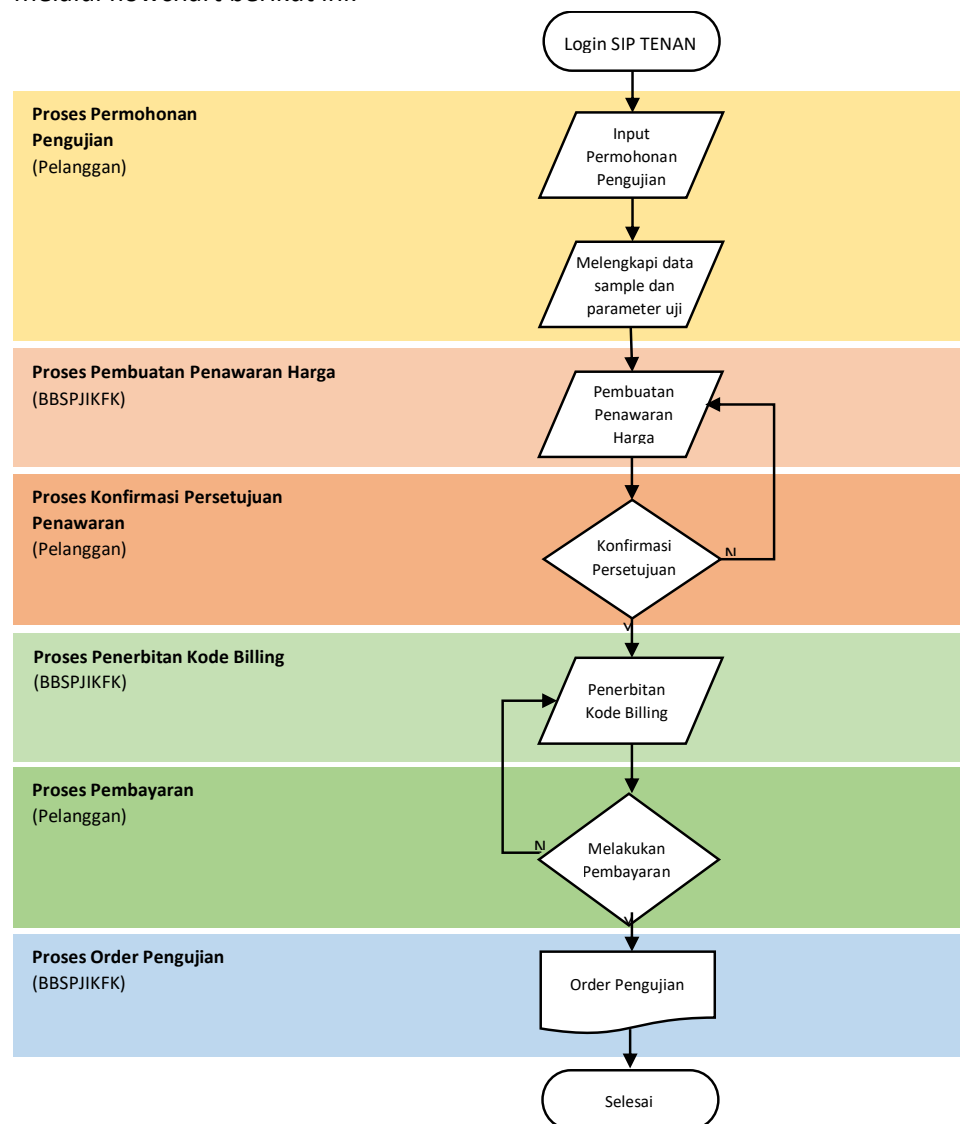 Login SIP TENAN
Proses Permohonan
Pengujian
(Pelanggan)
Input
Permohonan
Pengujian
Melengkapi data
sample dan
parameter uji
Proses Pembuatan Penawaran Harga
(BBSPJIKFK)
Pembuatan
Penawaran
Harga
Proses Konfirmasi Persetujuan
Penawaran
(Pelanggan)
Konfirmasi
Persetujuan
N
Y
Proses Penerbitan Kode Billing
(BBSPJIKFK)
Penerbitan
Kode Billing
Proses Pembayaran
(Pelanggan)
N
Melakukan
Pembayaran
Y
Proses Order Pengujian
(BBSPJIKFK)
Order Pengujian
Selesai